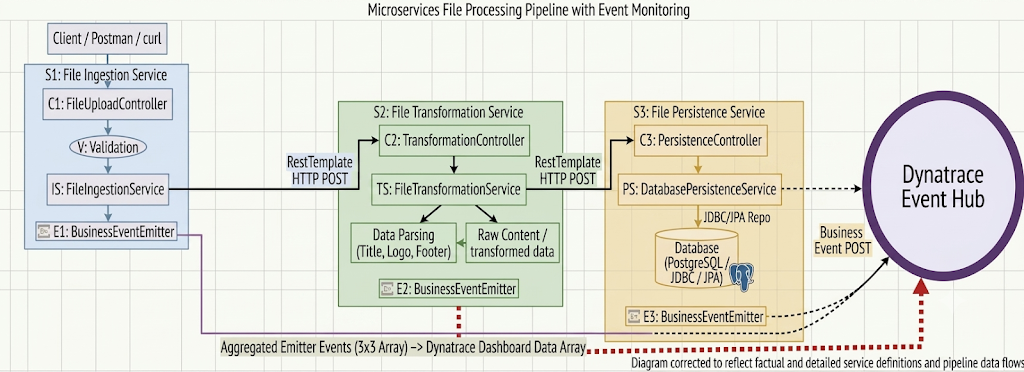 Microservices File Processing Pipeline with Event Monitoring
Client / Postman / curl
S1: File Ingestion Service
C1: FileUploadController
V: Validation
IS: FileIngestionService
E1: BusinessEventEmitter
RestTemplate
HTTP POST
S2: File Transformation Service
C2: TransformationController
TS: FileTransformationService
Data Parsing
(Title, Logo, Footer)
Raw Content /
transformed data
E2: BusinessEventEmitter
RestTemplate
HTTP POST
S3: File Persistence Service
C3: PersistenceController
PS: DatabasePersistenceService
JDBC/JPA Repo
Database
(PostgreSQL /
JDBC / JPA)
E3: BusinessEventEmitter
Business
Event POST
Dynatrace
Event Hub
Aggregated Emitter Events (3x3 Array) –> Dynatrace Dashboard Data Array
Diagram corrected to reflect factual and detailed service definitions and pipeline data flows